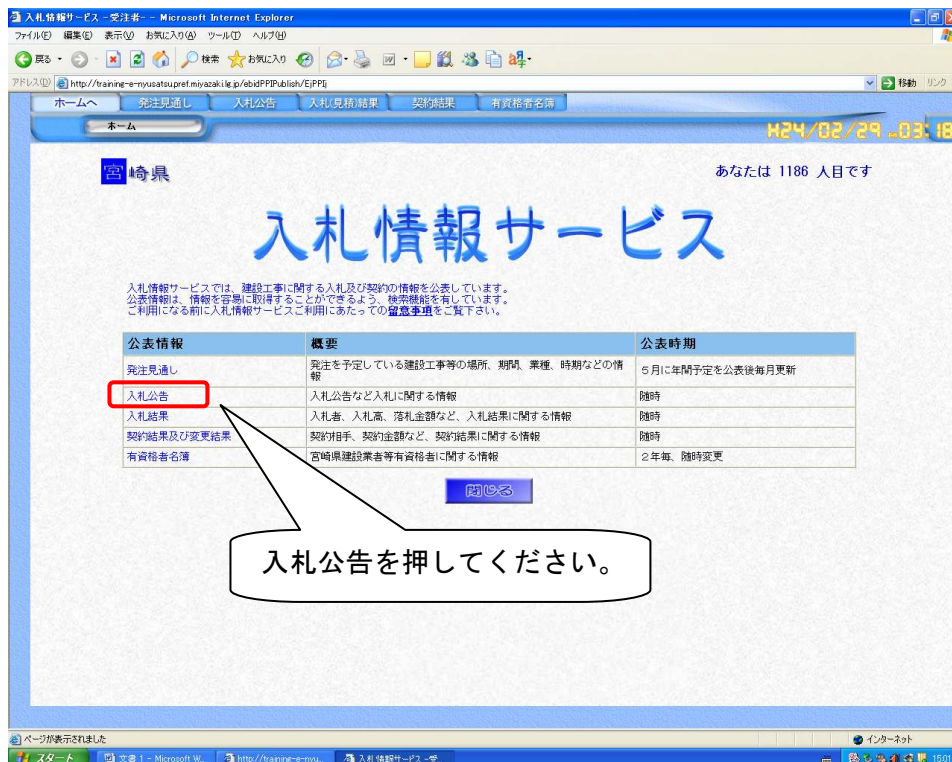 入札情報サービス -受注者- - Microsoft Internet Explorer
ファイル(F) 編集(E) 表示(V) お気に入り(A) ツール(T) ヘルプ(H)
戻る 検索 お気に入り
アドレス(D) http://training-e-nyusatsu.pref.miyazaki.lg.jp/ebidPPIPublish/EjPPIj 移動 リンク
ホームへ 発注見通し 入札公告 入札(見積)結果 契約結果 有資格者名簿
ホーム
H24/02/29 03:18
宮崎県 あなたは 1186 人目です
入札情報サービス
入札情報サービスでは、建設工事に関する入札及び契約の情報を公表しています。
公表情報は、情報を容易に取得することができるよう、検索機能を有しています。
ご利用になる前に入札情報サービスご利用にあたっての留意事項をご覧下さい。
公表情報 概要 公表時期
発注見通し 発注を予定している建設工事等の場所、期間、業種、時期などの情報 5月に年間予定を公表後毎月更新
入札公告 入札公告など入札に関する情報 随時
入札結果 入札者、入札高、落札金額など、入札結果に関する情報 随時
契約結果及び変更結果 契約相手、契約金額など、契約結果に関する情報 随時
有資格者名簿 宮崎県建設業者等有資格者に関する情報 2年毎、随時変更
閉じる
入札公告を押してください。
ページが表示されました インターネット
スタート 文書 1 - Microsoft W... http://training-e-nyu... 入札情報サービス -受... 15:01